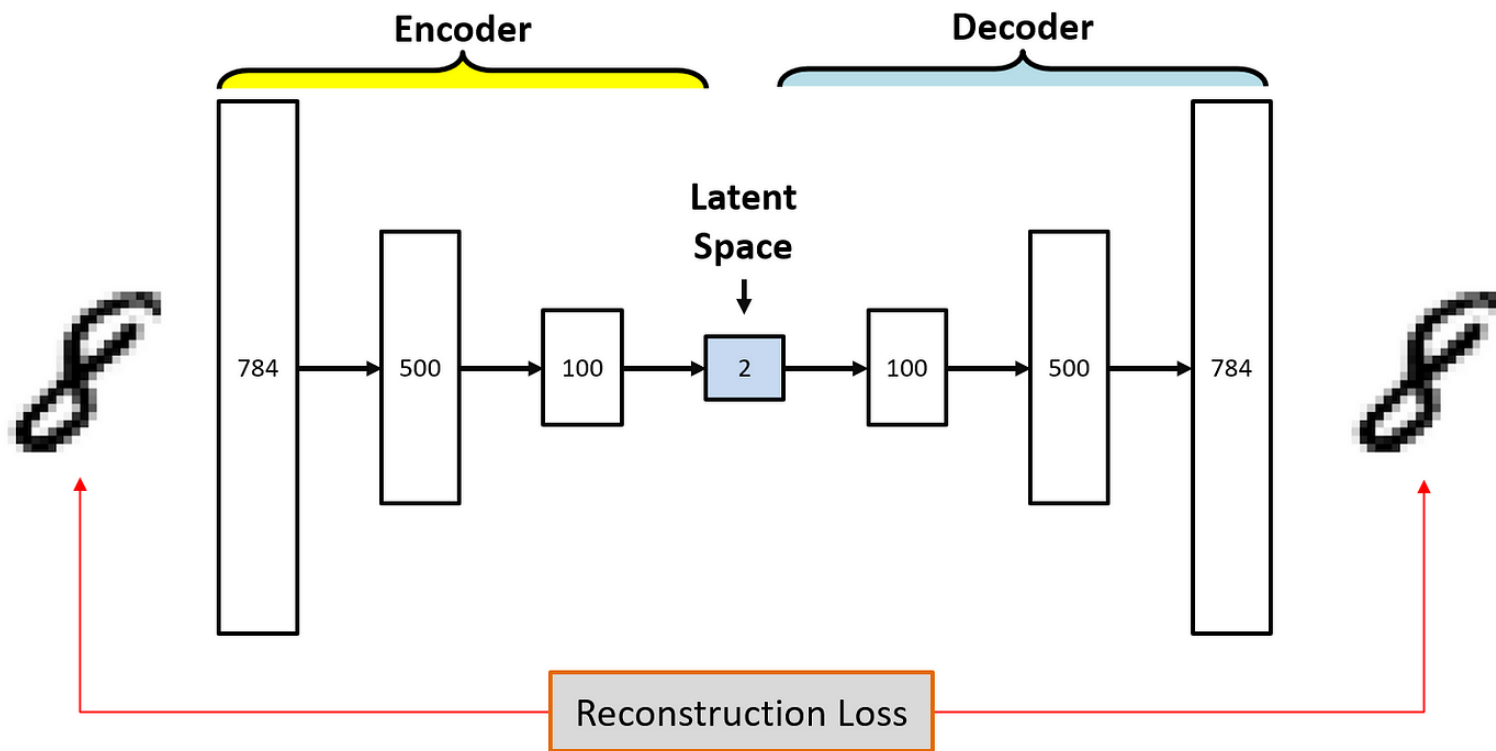 Encoder
Decoder
Latent
Space
784
500
100
2
100
500
784
Reconstruction Loss